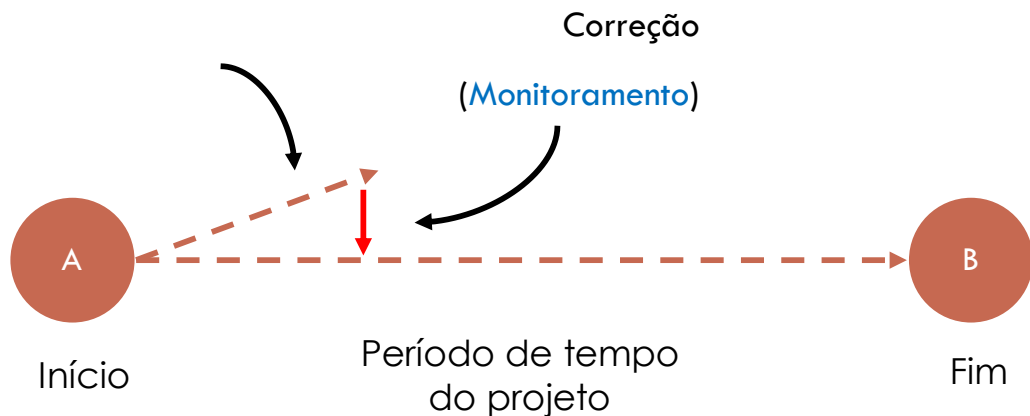 Correção
(Monitoramento)
A
B
Início
Período de tempo
do projeto
Fim